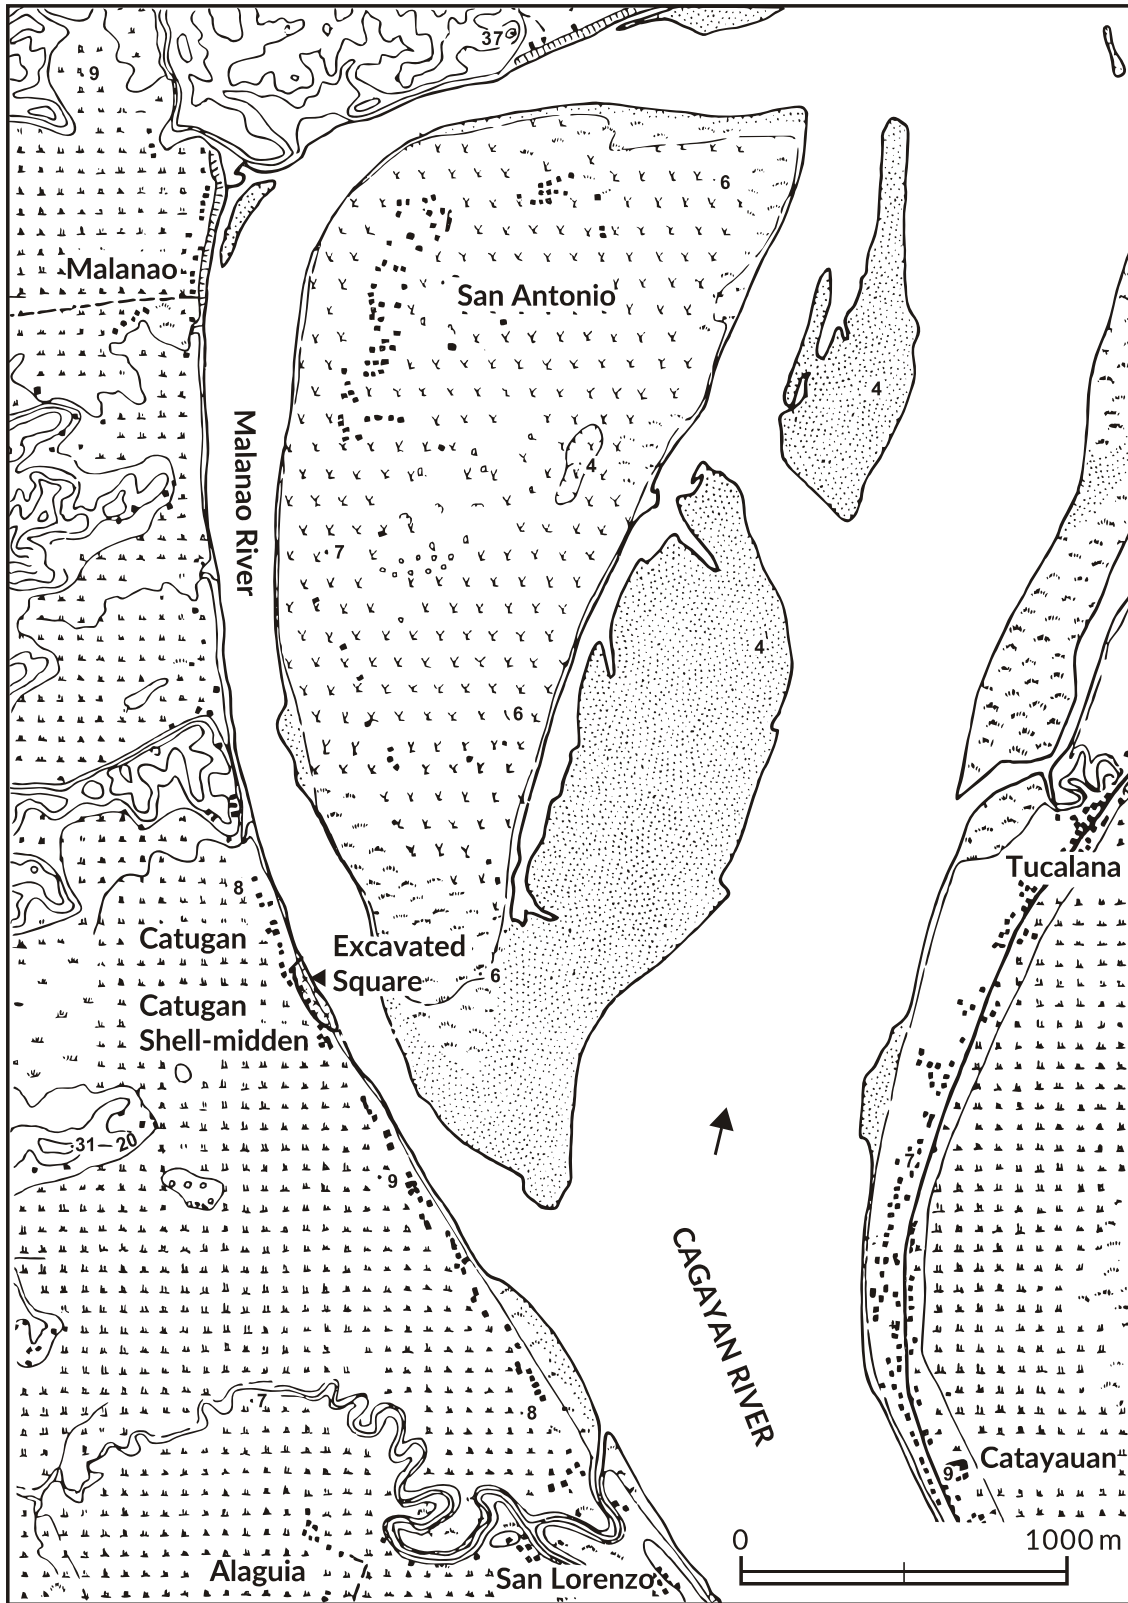 37
9
6
Malanao
San Antonio
4
Malanao River
4
7
4
6
Tucalana
8
Catugan
Excavated
Square
6
Catugan
Shell-midden
31–20
7
9
CAGAYAN RIVER
7
8
Catayauan
9
0
1000 m
Alaguia
San Lorenzo